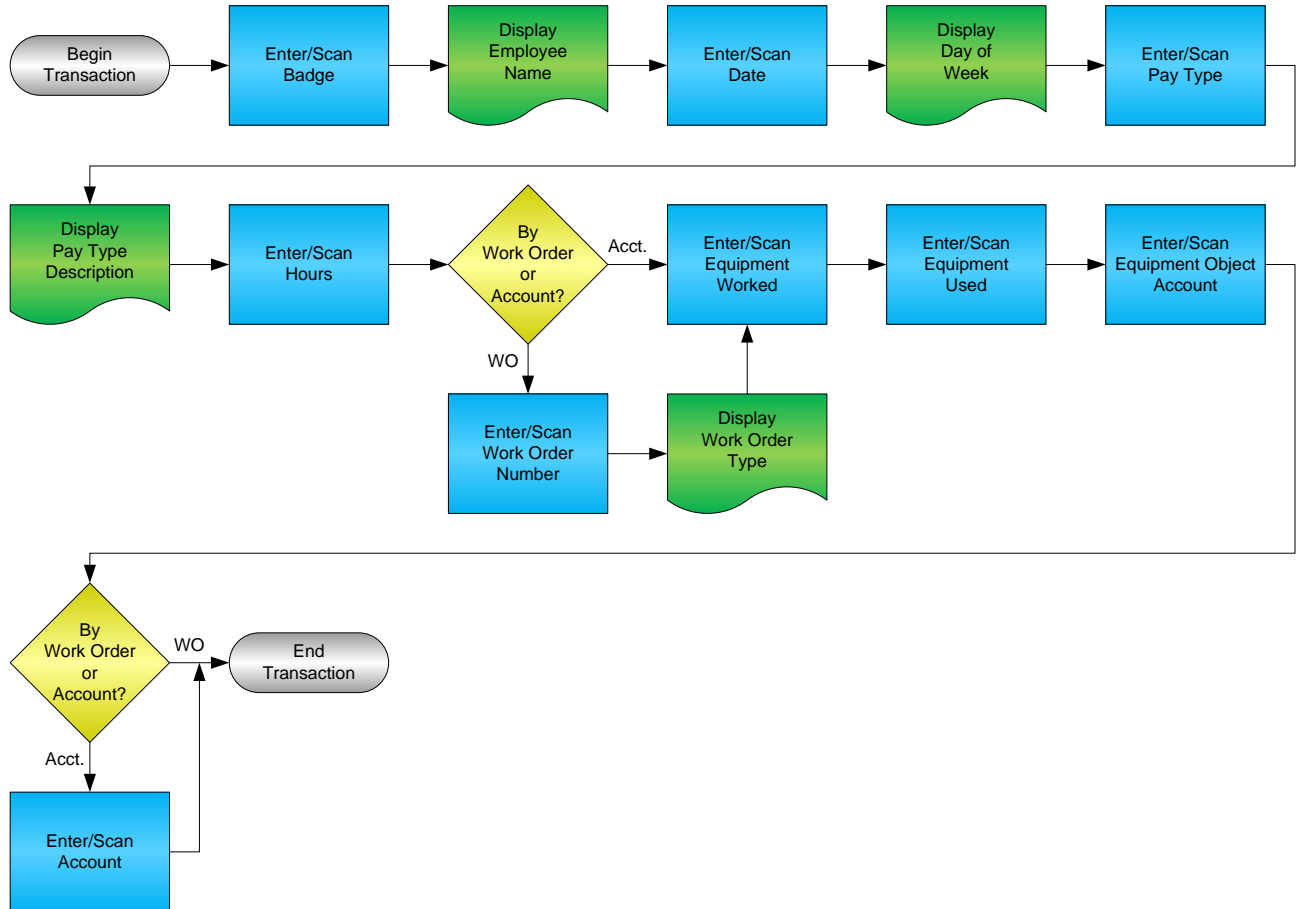 Begin
Transaction
Enter/Scan
Badge
Display
Employee
Name
Enter/Scan
Date
Display
Day of
Week
Enter/Scan
Pay Type
Display
Pay Type
Description
Enter/Scan
Hours
By
Work Order
or
Account?
Acct.
WO
Enter/Scan
Equipment
Worked
Enter/Scan
Equipment
Used
Enter/Scan
Equipment Object
Account
Enter/Scan
Work Order
Number
Display
Work Order
Type
By
Work Order
or
Account?
WO
Acct.
End
Transaction
Enter/Scan
Account